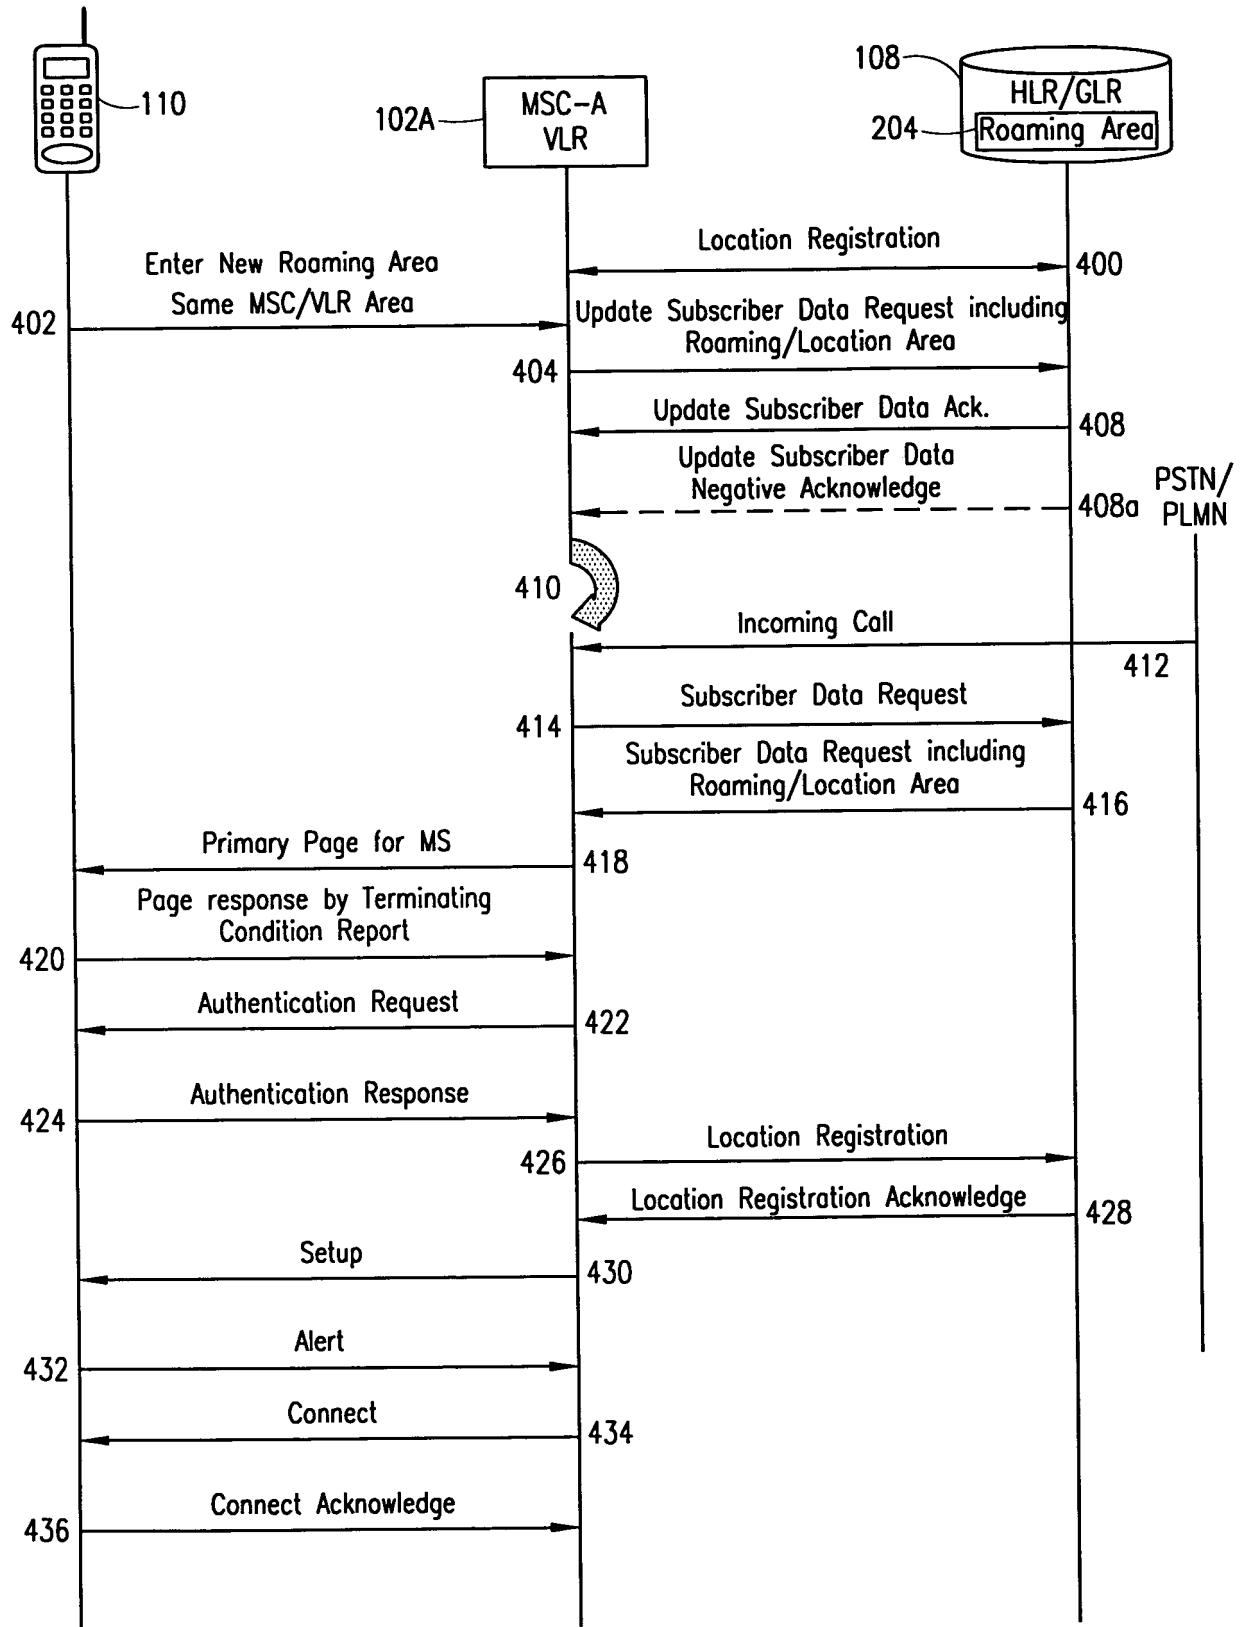 110
102A
MSC-A
VLR
108
HLR/GLR
204
Roaming Area
Location Registration
400
Enter New Roaming Area
Same MSC/VLR Area
402
Update Subscriber Data Request including
Roaming/Location Area
404
Update Subscriber Data Ack.
408
Update Subscriber Data
Negative Acknowledge
408a
PSTN/
PLMN
410
Incoming Call
412
Subscriber Data Request
414
Subscriber Data Request including
Roaming/Location Area
416
Primary Page for MS
418
Page response by Terminating
Condition Report
420
Authentication Request
422
Authentication Response
424
Location Registration
426
Location Registration Acknowledge
428
Setup
430
Alert
432
Connect
434
Connect Acknowledge
436